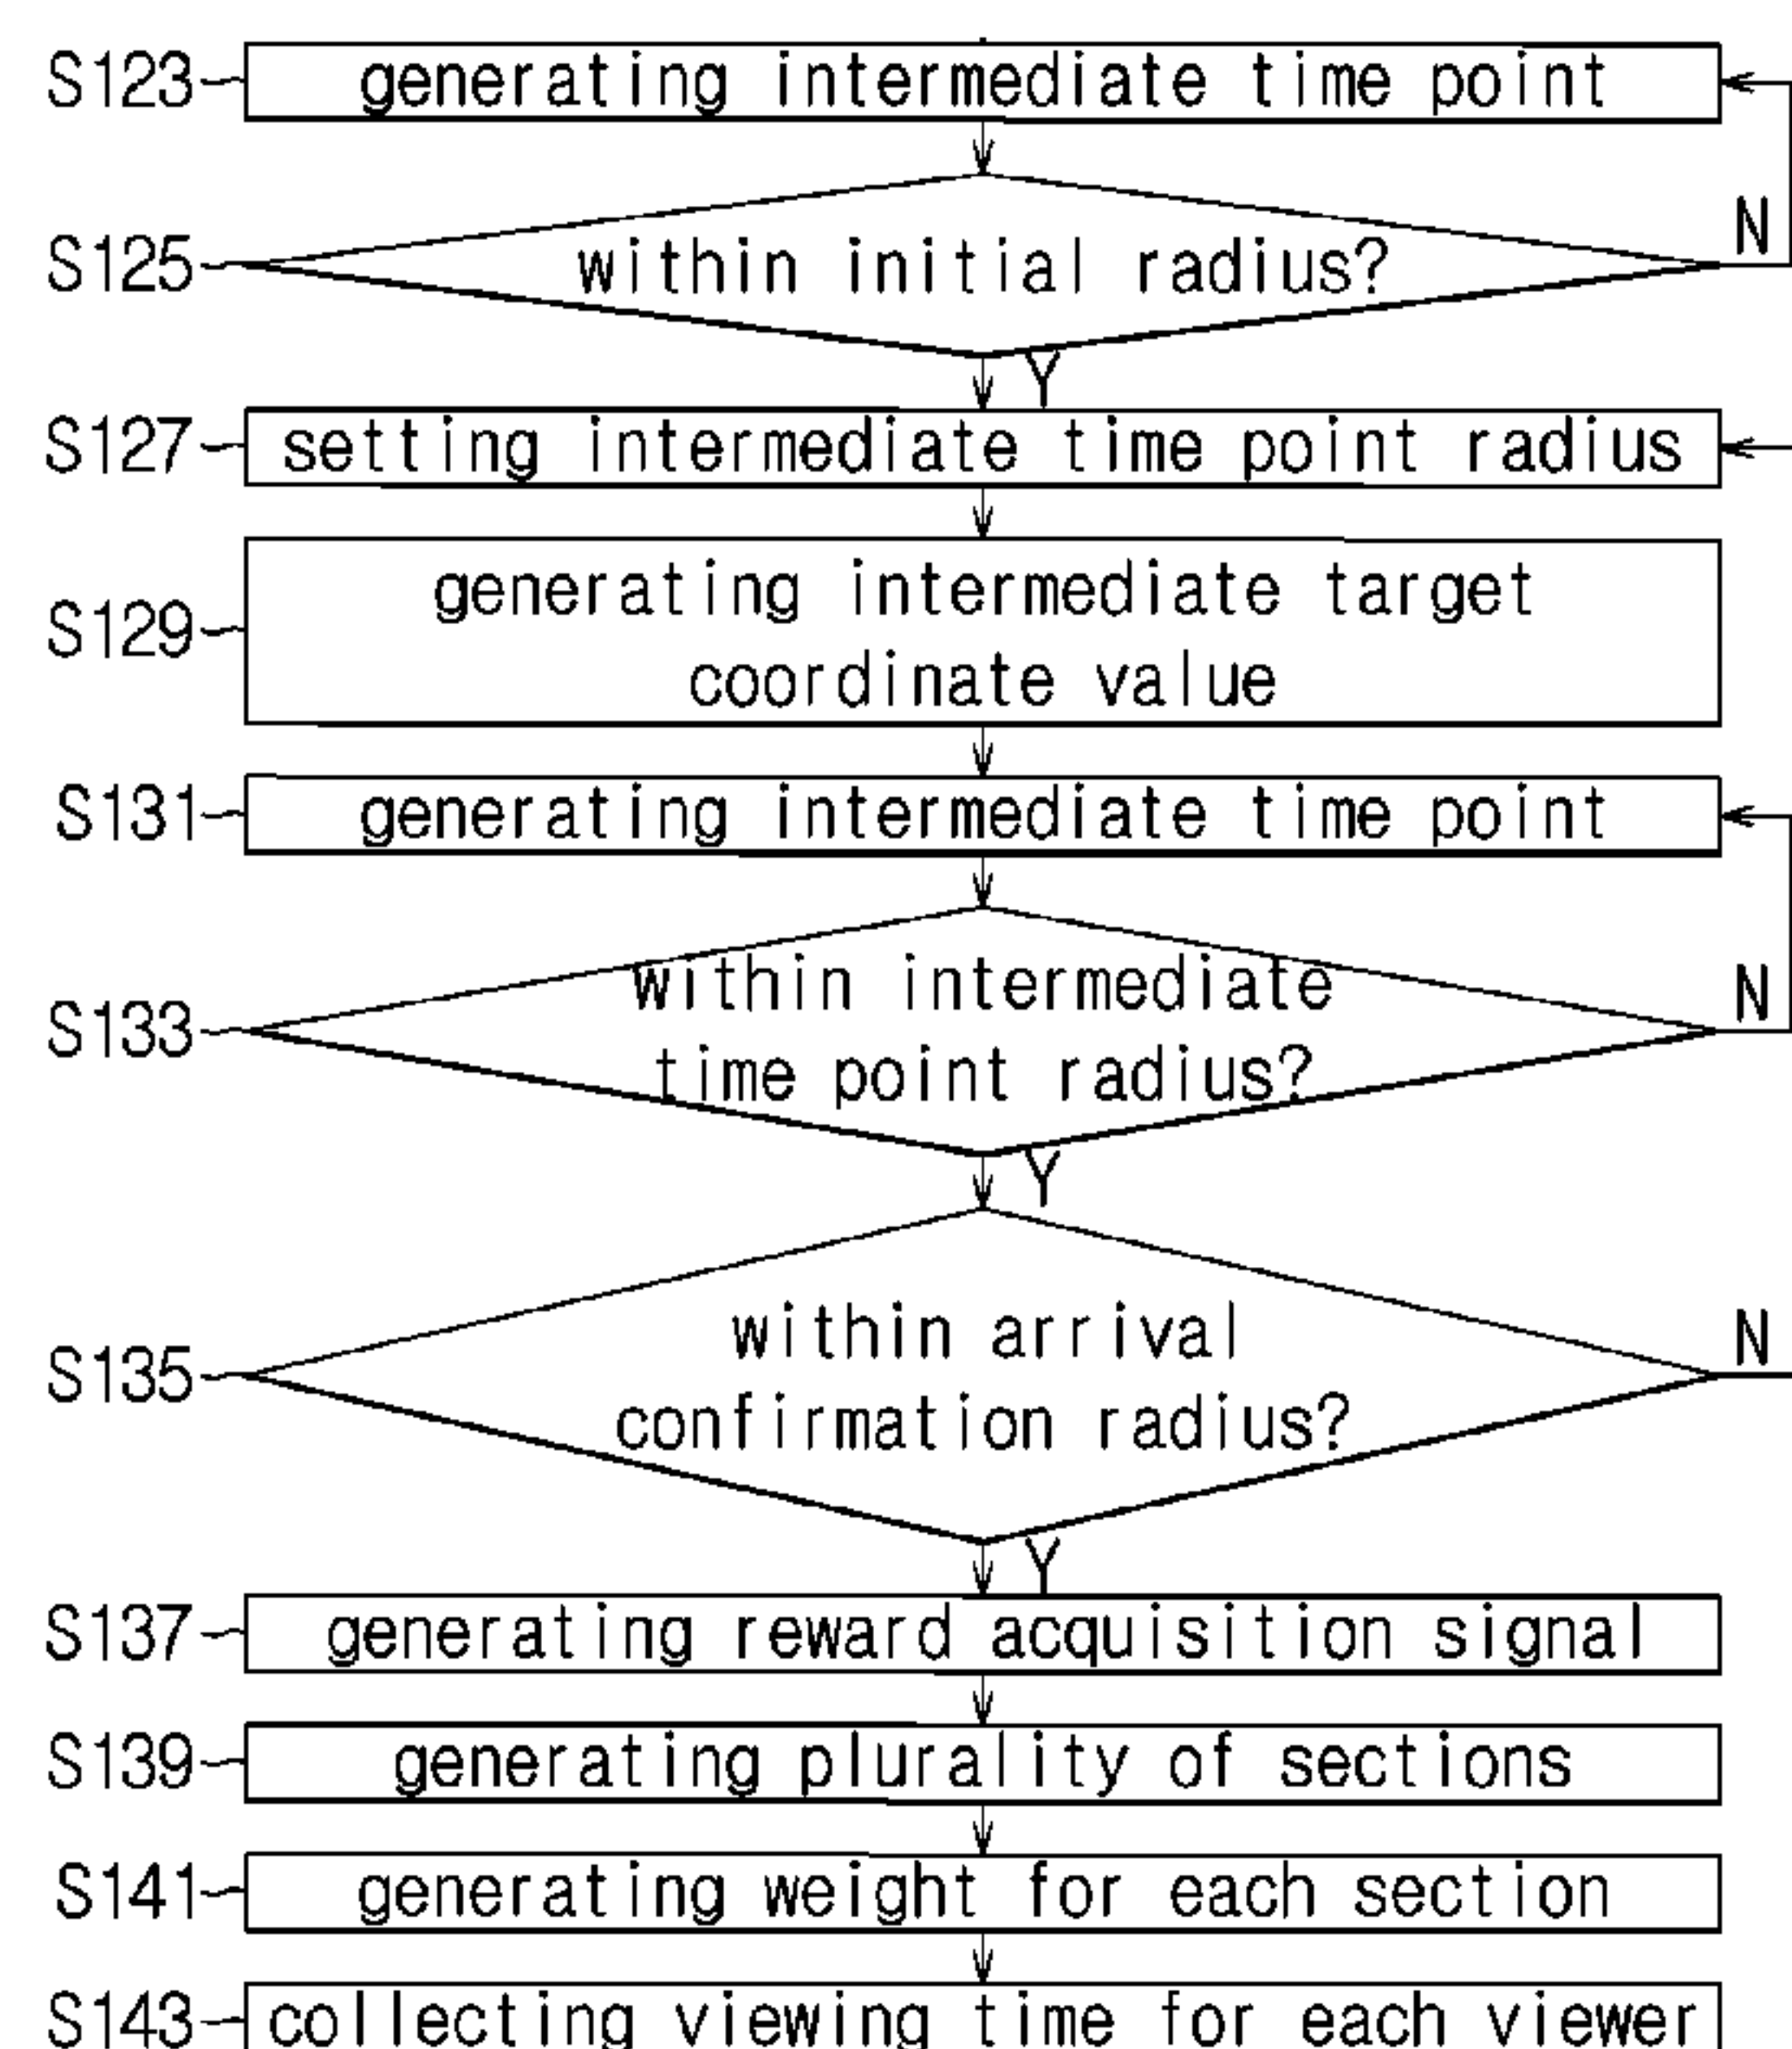 S123 generating intermediate time point
S125 within initial radius? N
Y
S127 setting intermediate time point radius
S129 generating intermediate target
coordinate value
S131 generating intermediate time point
S133 within intermediate N
time point radius?
Y
S135 within arrival N
confirmation radius?
Y
S137 generating reward acquisition signal
S139 generating plurality of sections
S141 generating weight for each section
S143 collecting viewing time for each viewer